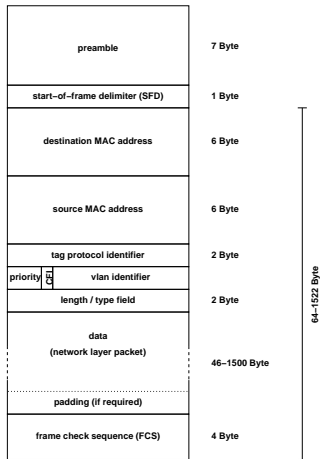 preamble 7 Byte
start-of-frame delimiter (SFD) 1 Byte
destination MAC address 6 Byte
source MAC address 6 Byte
tag protocol identifier 2 Byte
priority CFI vlan identifier
length / type field 2 Byte
data
(network layer packet)
46-1500 Byte
padding (if required)
frame check sequence (FCS) 4 Byte
64-1522 Byte